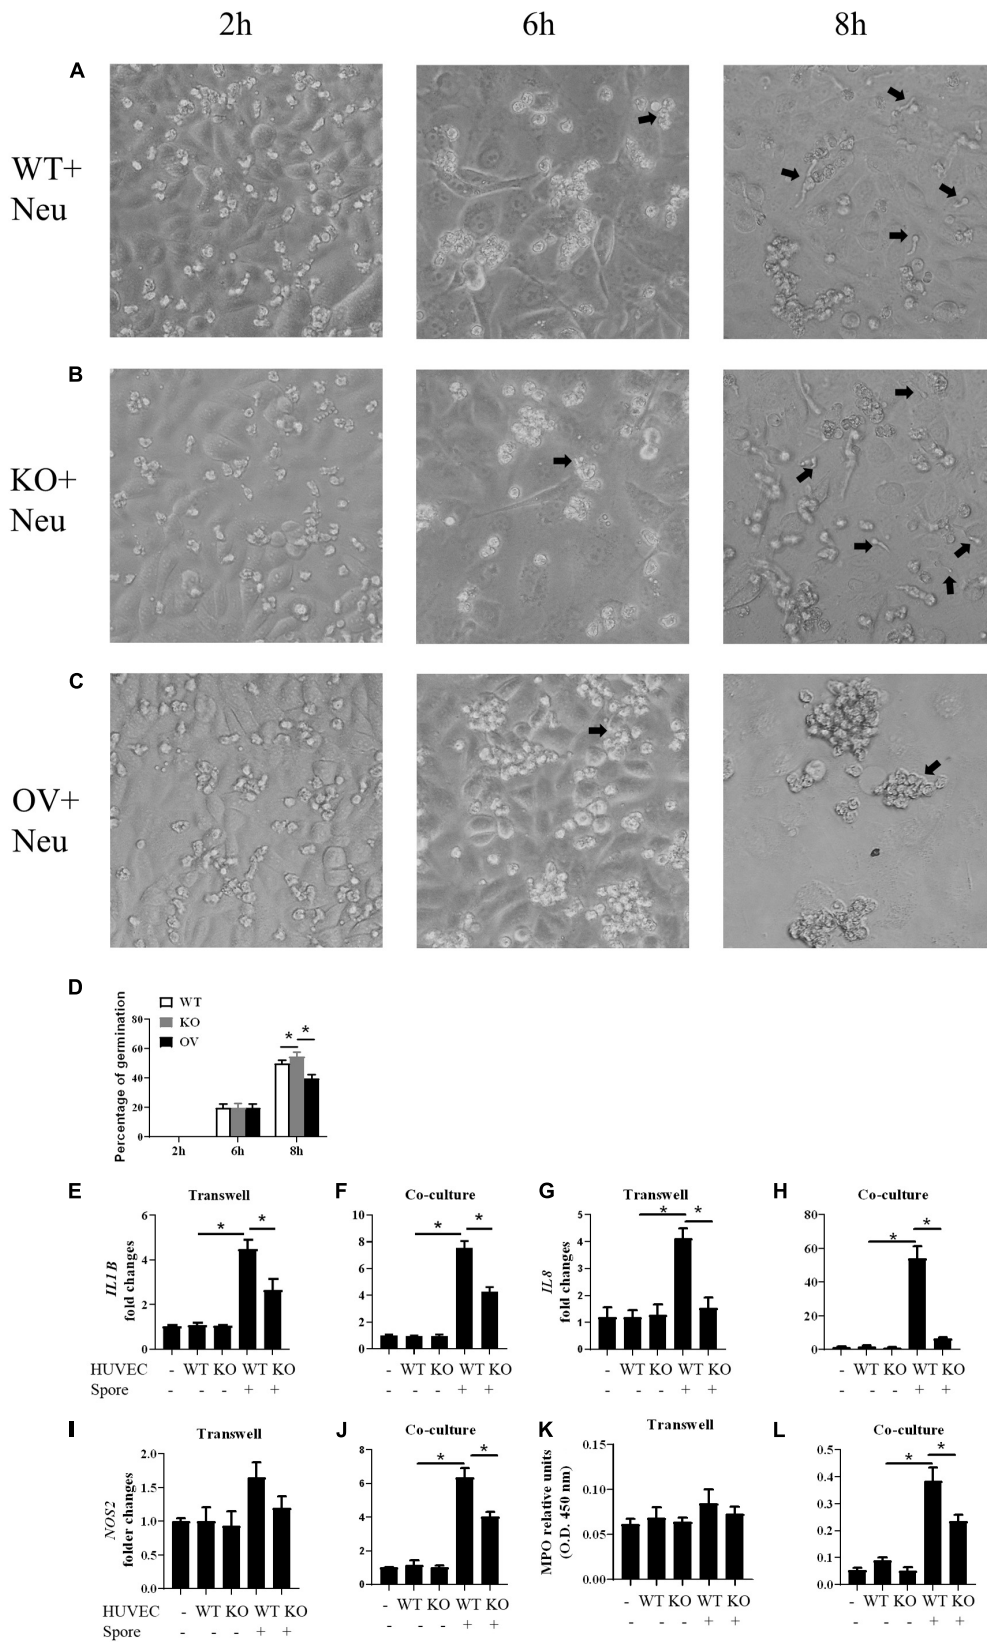 2h 6h 8h
A
WT+
Neu
B
KO+
Neu
C
OV+
Neu
D
WT
KO
OV
Percentage of germination
80
60
40
20
0
* *
2h 6h 8h
E Transwell
IL1B
fold changes
6
4
2
0
* *
F Co-culture
10
8
6
4
2
0
* *
G Transwell
IL8
fold changes
5
4
3
2
1
0
* *
H Co-culture
80
60
40
20
0
* *
HUVEC - WT KO WT KO - WT KO WT KO - WT KO WT KO - WT KO WT KO
Spore - - - + + - - - + + - - - + + - - - + +
I Transwell
NOS2
folder changes
2.0
1.5
1.0
0.5
0.0
J Co-culture
8
6
4
2
0
* *
K Transwell
MPO relative units
(O.D. 450 nm)
0.15
0.10
0.05
0.00
L Co-culture
0.5
0.4
0.3
0.2
0.1
0.0
* *
HUVEC - WT KO WT KO - WT KO WT KO - WT KO WT KO - WT KO WT KO
Spore - - - + + - - - + + - - - + + - - - + +